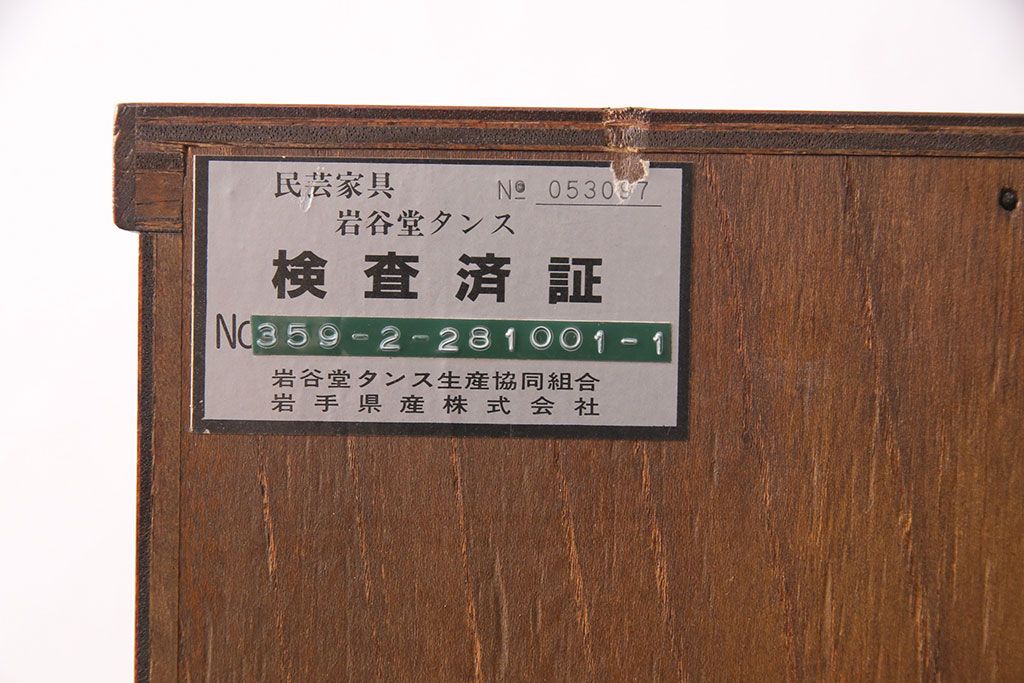 民芸家具 № 053097
岩谷堂タンス
検査済証
No 359-2-281001-1
岩谷堂タンス生産協同組合
岩手県産株式会社